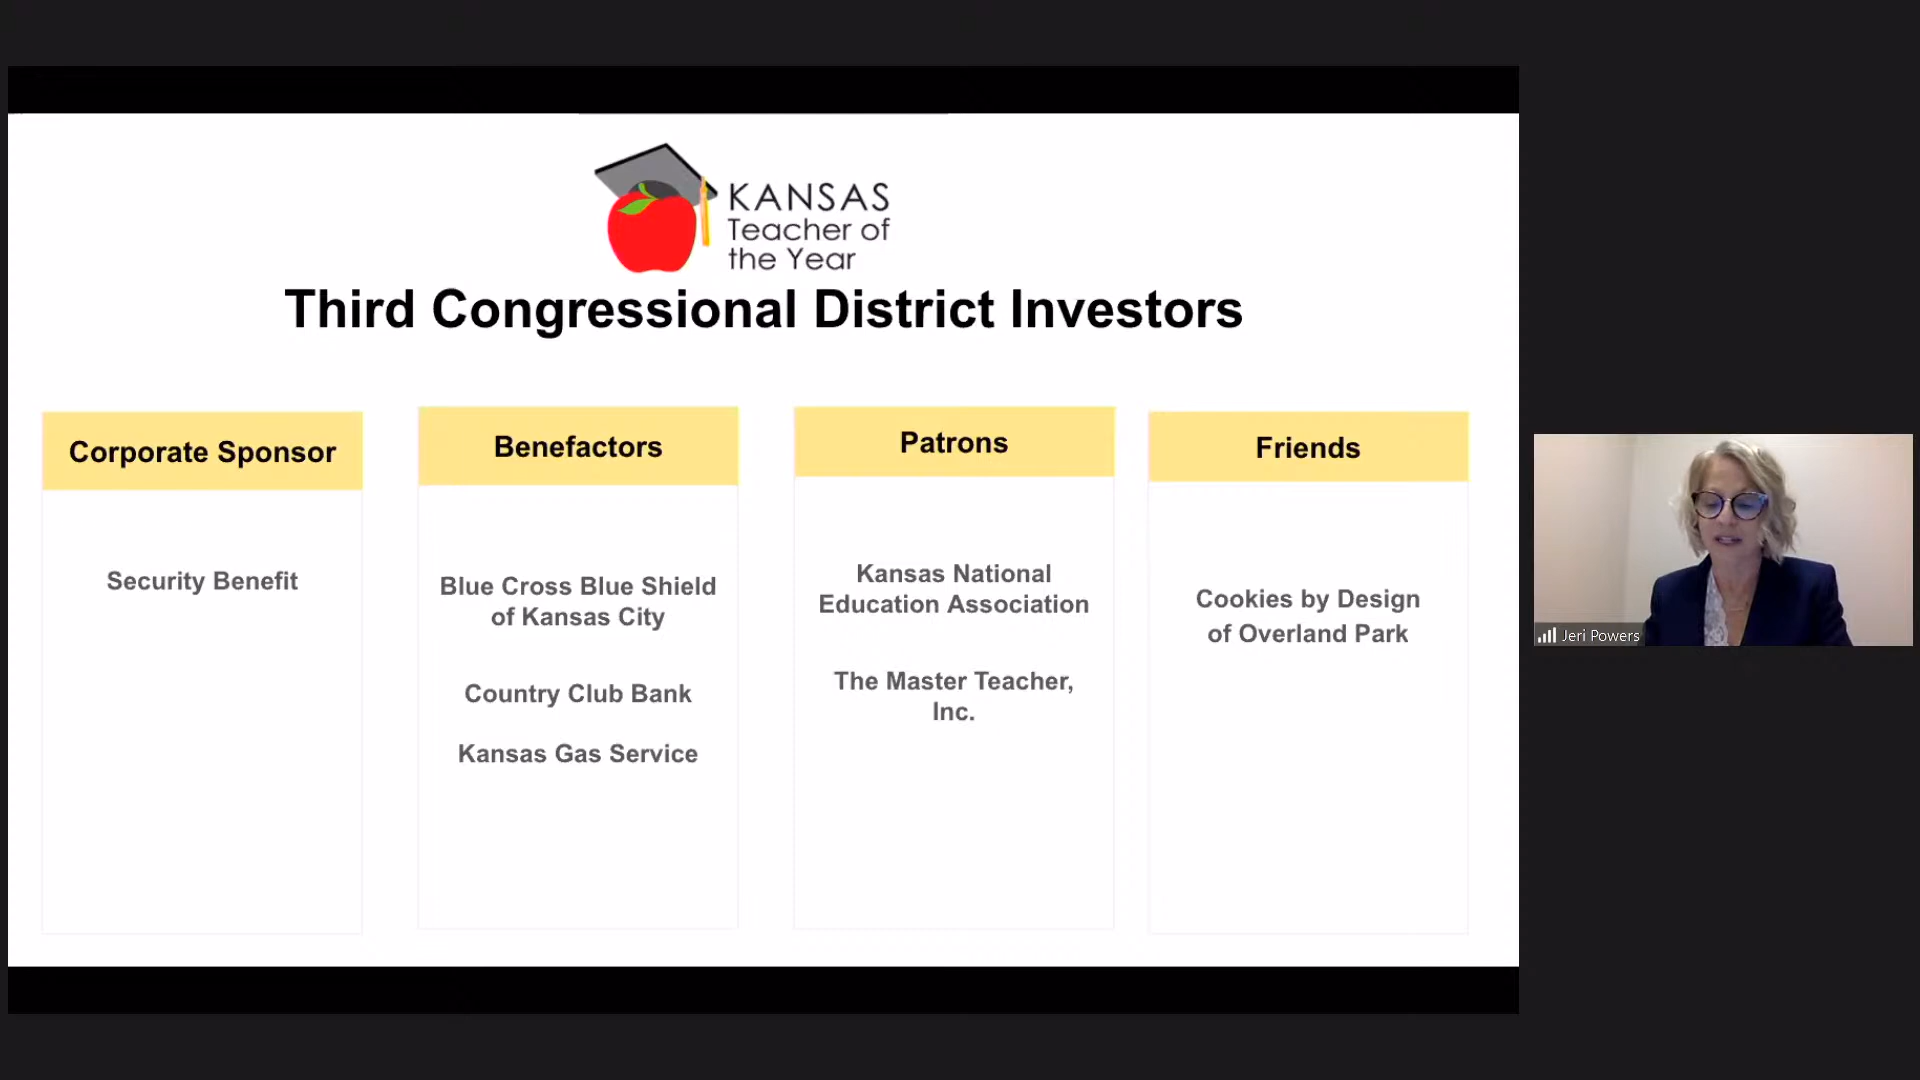 KANSAS
Teacher of
the Year
Third Congressional District Investors
Corporate Sponsor
Security Benefit
Benefactors
Blue Cross Blue Shield
of Kansas City
Country Club Bank
Kansas Gas Service
Patrons
Kansas National
Education Association
The Master Teacher,
Inc.
Friends
Cookies by Design
of Overland Park
Jeri Powers